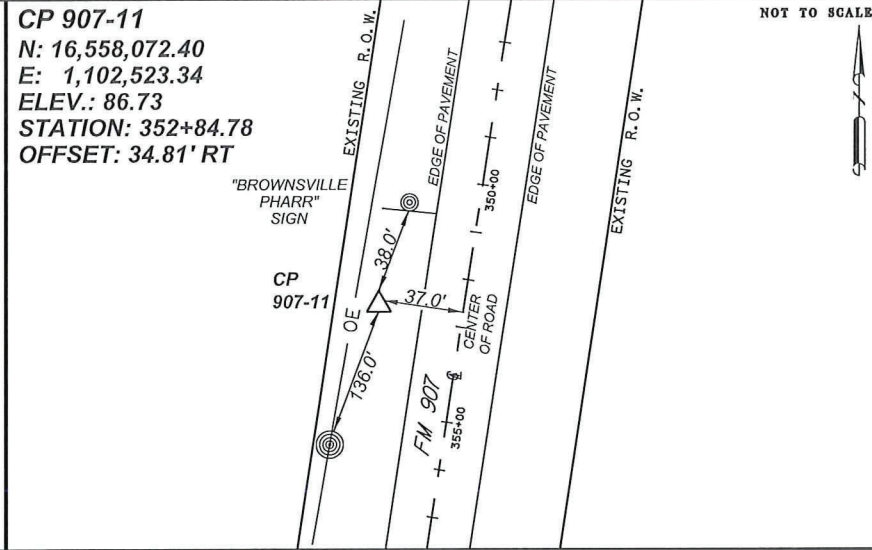 CP 907-11
N: 16,558,072.40
E: 1,102,523.34
ELEV.: 86.73
STATION: 352+84.78
OFFSET: 34.81' RT
NOT TO SCALE
EXISTING R.O.W.
EDGE OF PAVEMENT
EDGE OF PAVEMENT
EXISTING R.O.W.
"BROWNSVILLE
PHARR"
SIGN
350+00
38.0'
CP
907-11
37.0'
OE
CENTER
OF ROAD
136.0'
FM 907
355+00